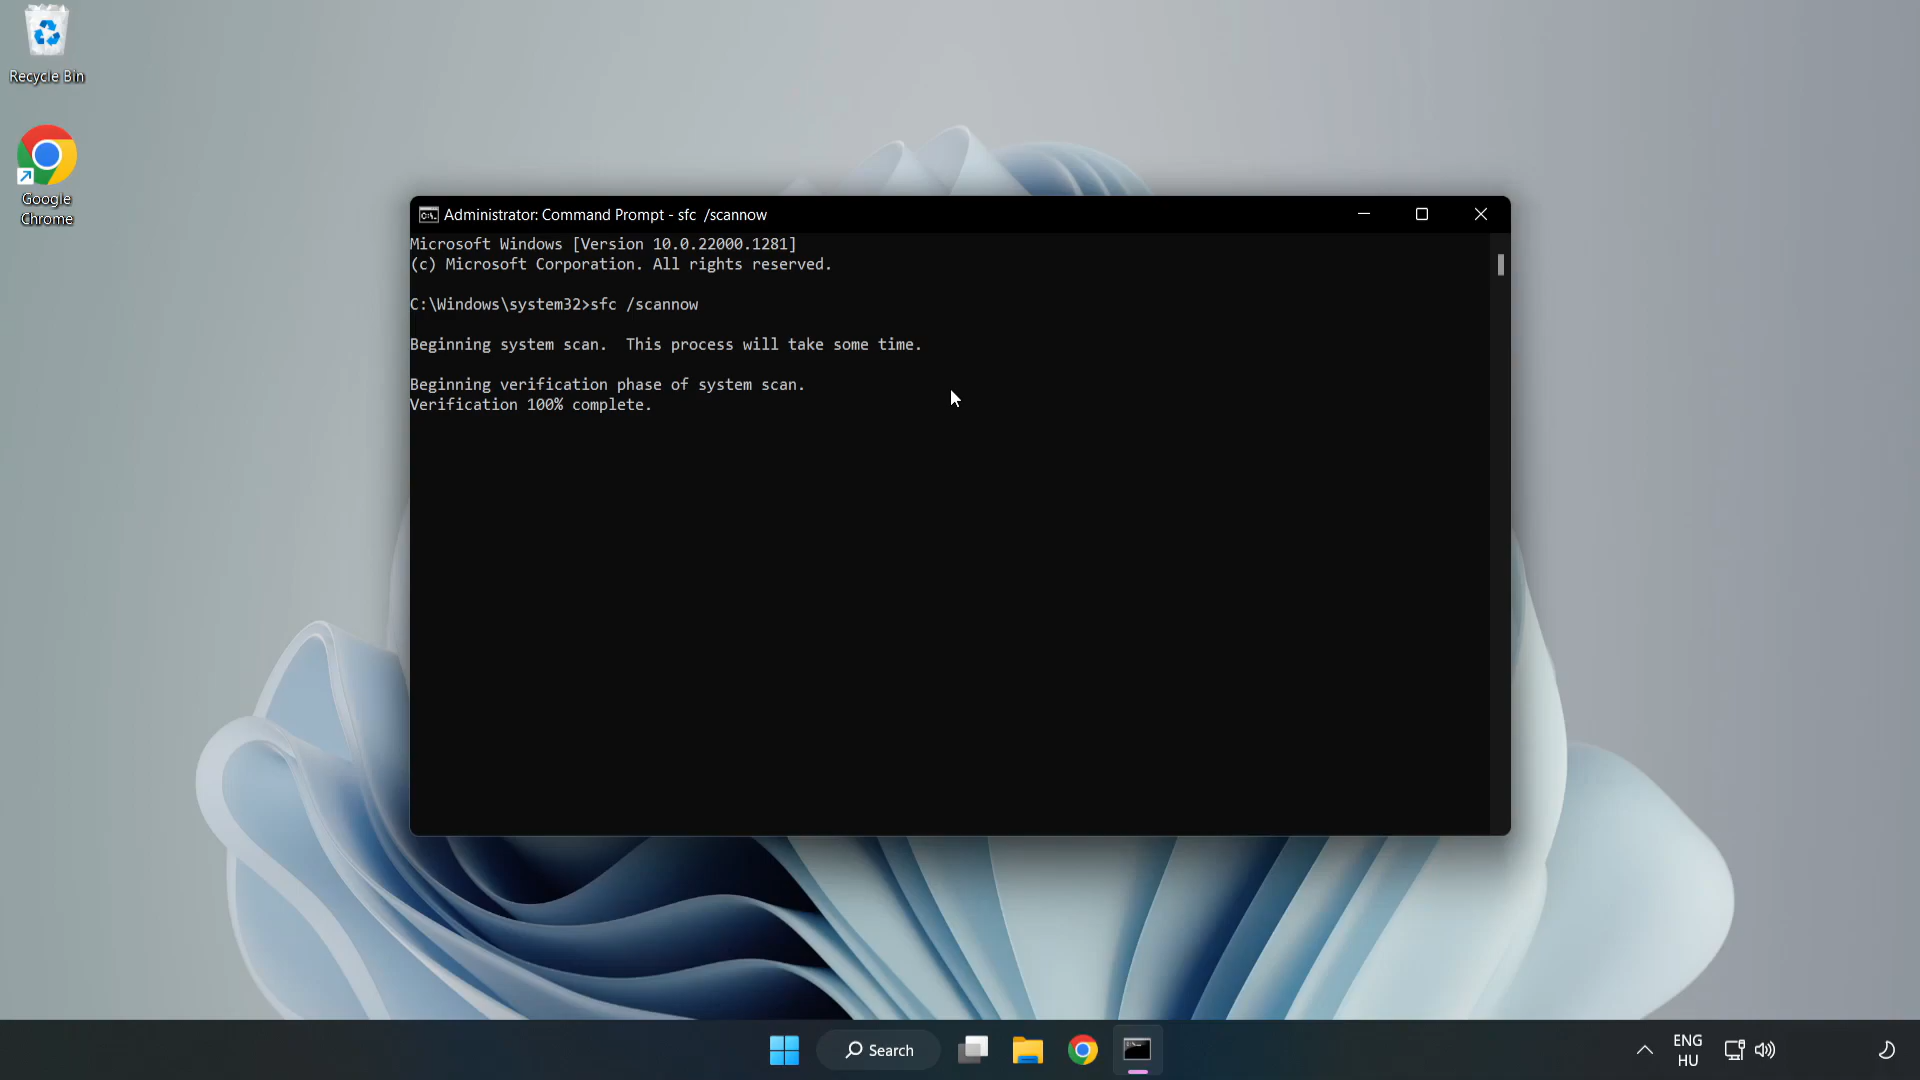 Recycle Bin
Google
Chrome
Administrator: Command Prompt - sfc  /scannow
Microsoft Windows [Version 10.0.22000.1281]
(c) Microsoft Corporation. All rights reserved.
C:\Windows\system32>sfc /scannow
Beginning system scan.  This process will take some time.
Beginning verification phase of system scan.
Verification 100% complete.
Search
ENG
HU